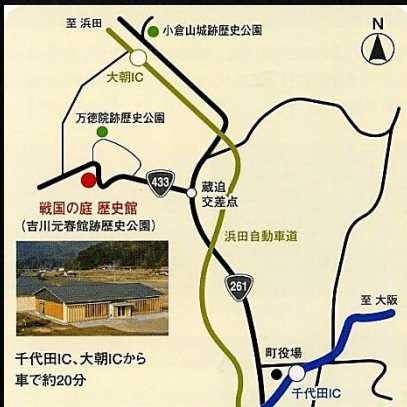 至 浜田
小倉山城跡歴史公園
N
大朝IC
万徳院跡歴史公園
433
蔵迫
交差点
戦国の庭 歴史館
(吉川元春館跡歴史公園)
浜田自動車道
261
至 大阪
千代田IC、大朝ICから
車で約20分
町役場
千代田IC